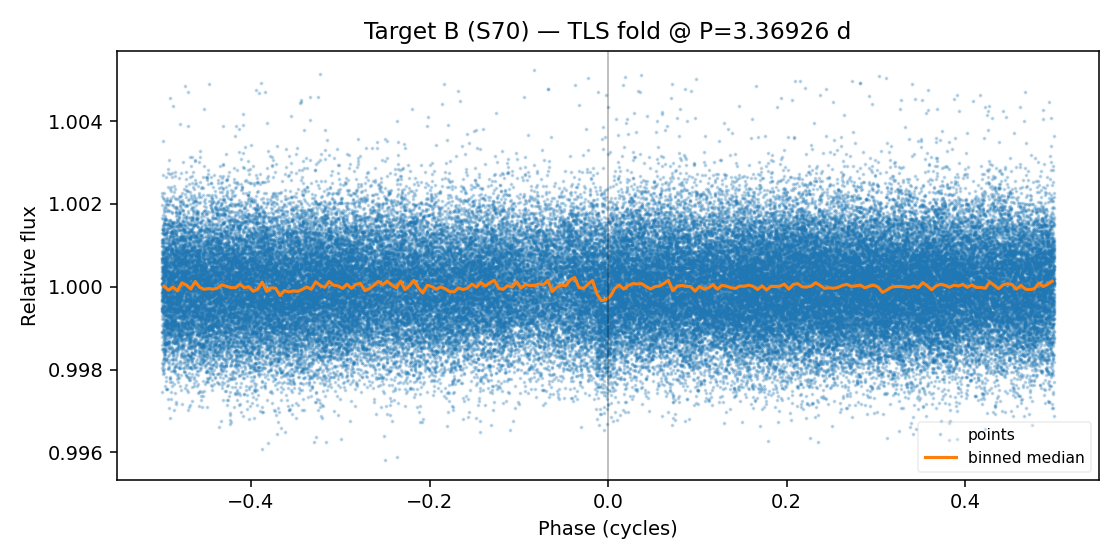 Target B (S70) — TLS fold @ P=3.36926 d
Relative flux
1.004
1.002
1.000
0.998
0.996
−0.4
−0.2
0.0
0.2
0.4
Phase (cycles)
points
binned median